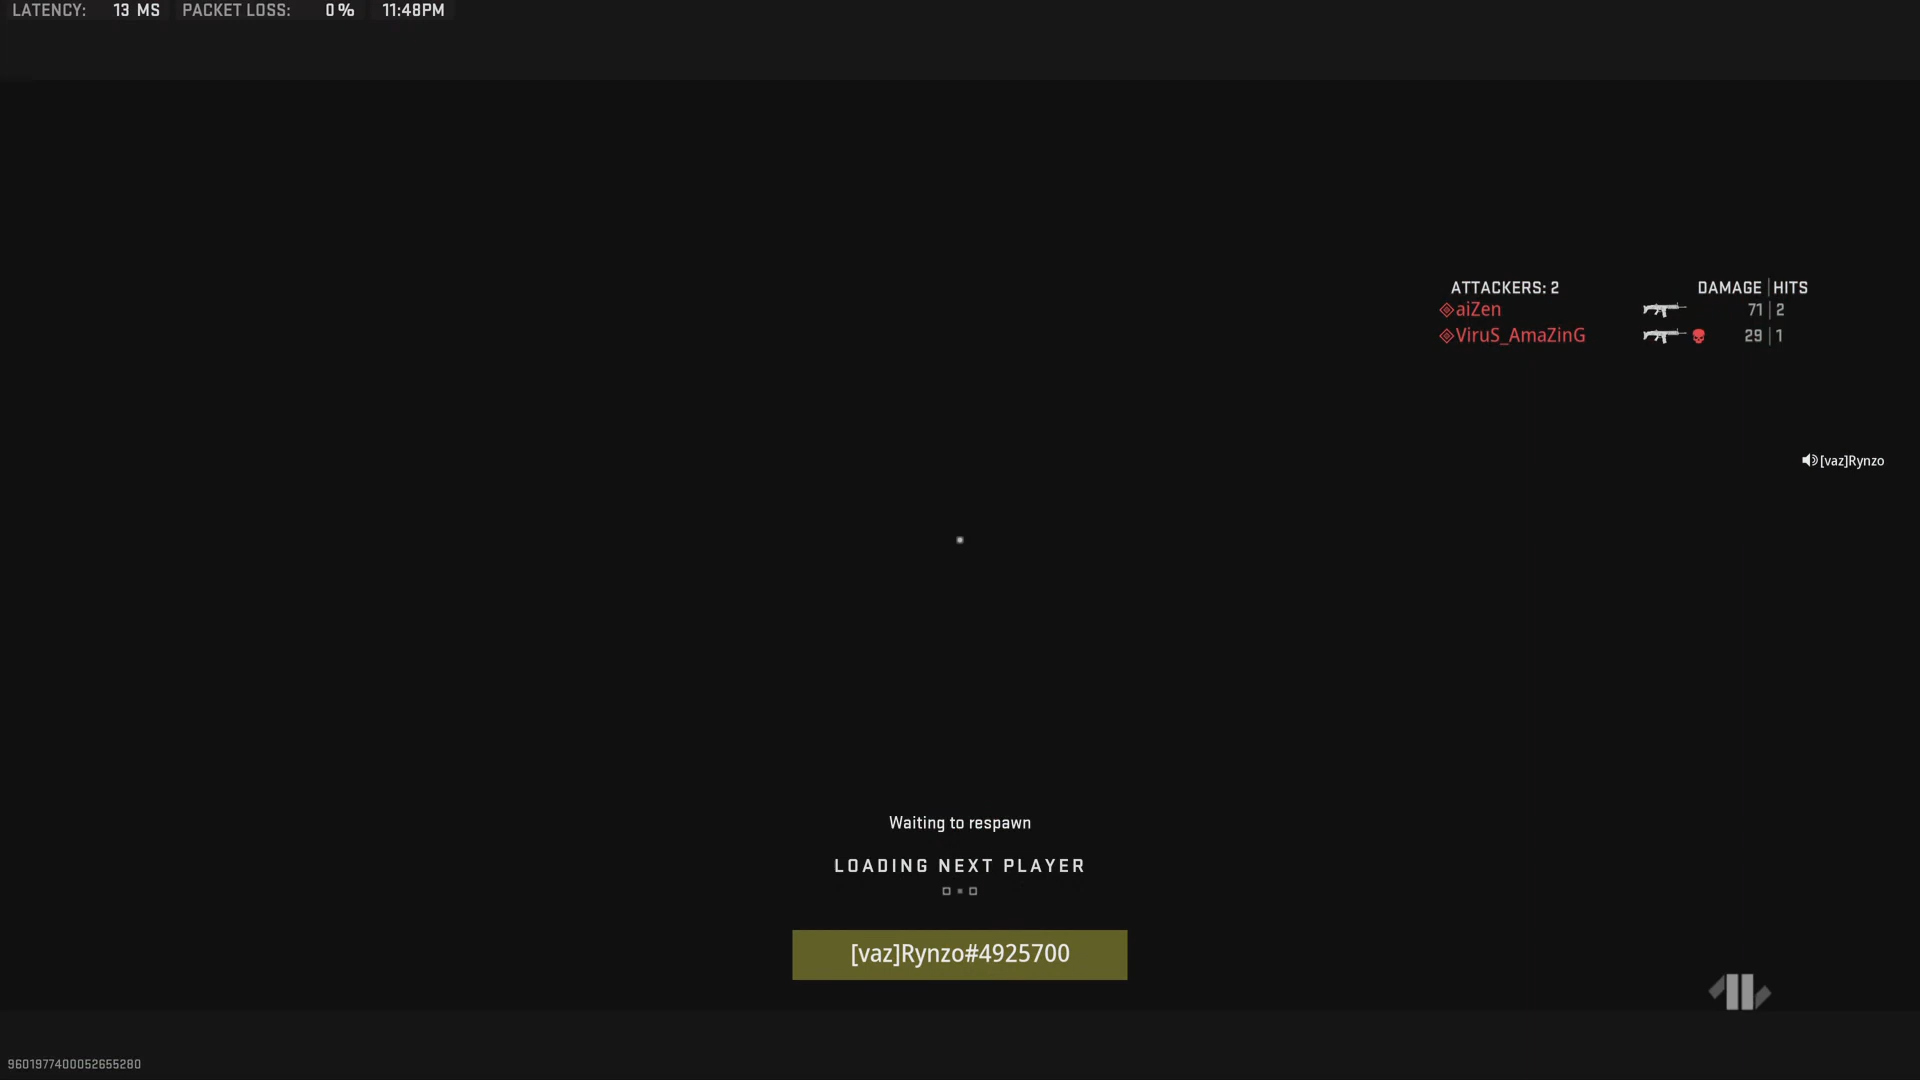 LATENCY: 13 MS PACKET LOSS: 0% 11:48PM
ATTACKERS: 2 DAMAGE HITS
aiZen 71 2
ViruS_AmaZinG 29 1
[vaz]Rynzo
Waiting to respawn
LOADING NEXT PLAYER
[vaz]Rynzo#4925700
9601977400052655280